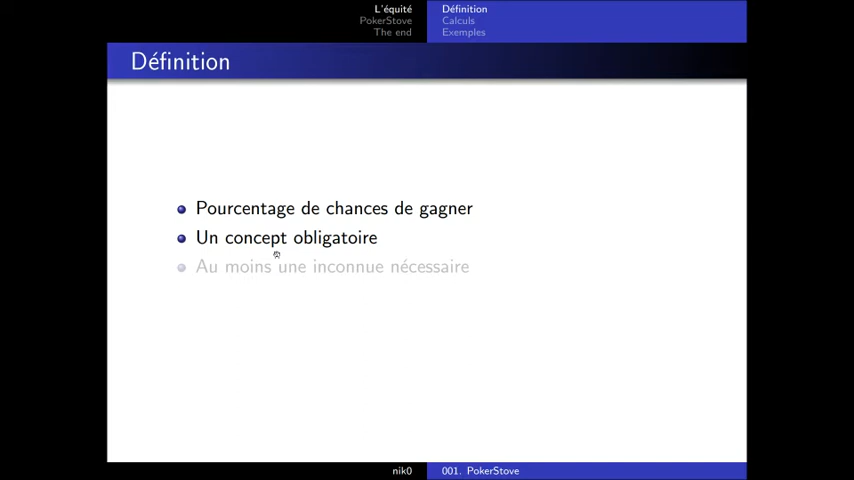 L'équité
PokerStove
The end
Définition
Calculs
Exemples
Définition
Pourcentage de chances de gagner
Un concept obligatoire
Au moins une inconnue nécessaire
nik0
001. PokerStove